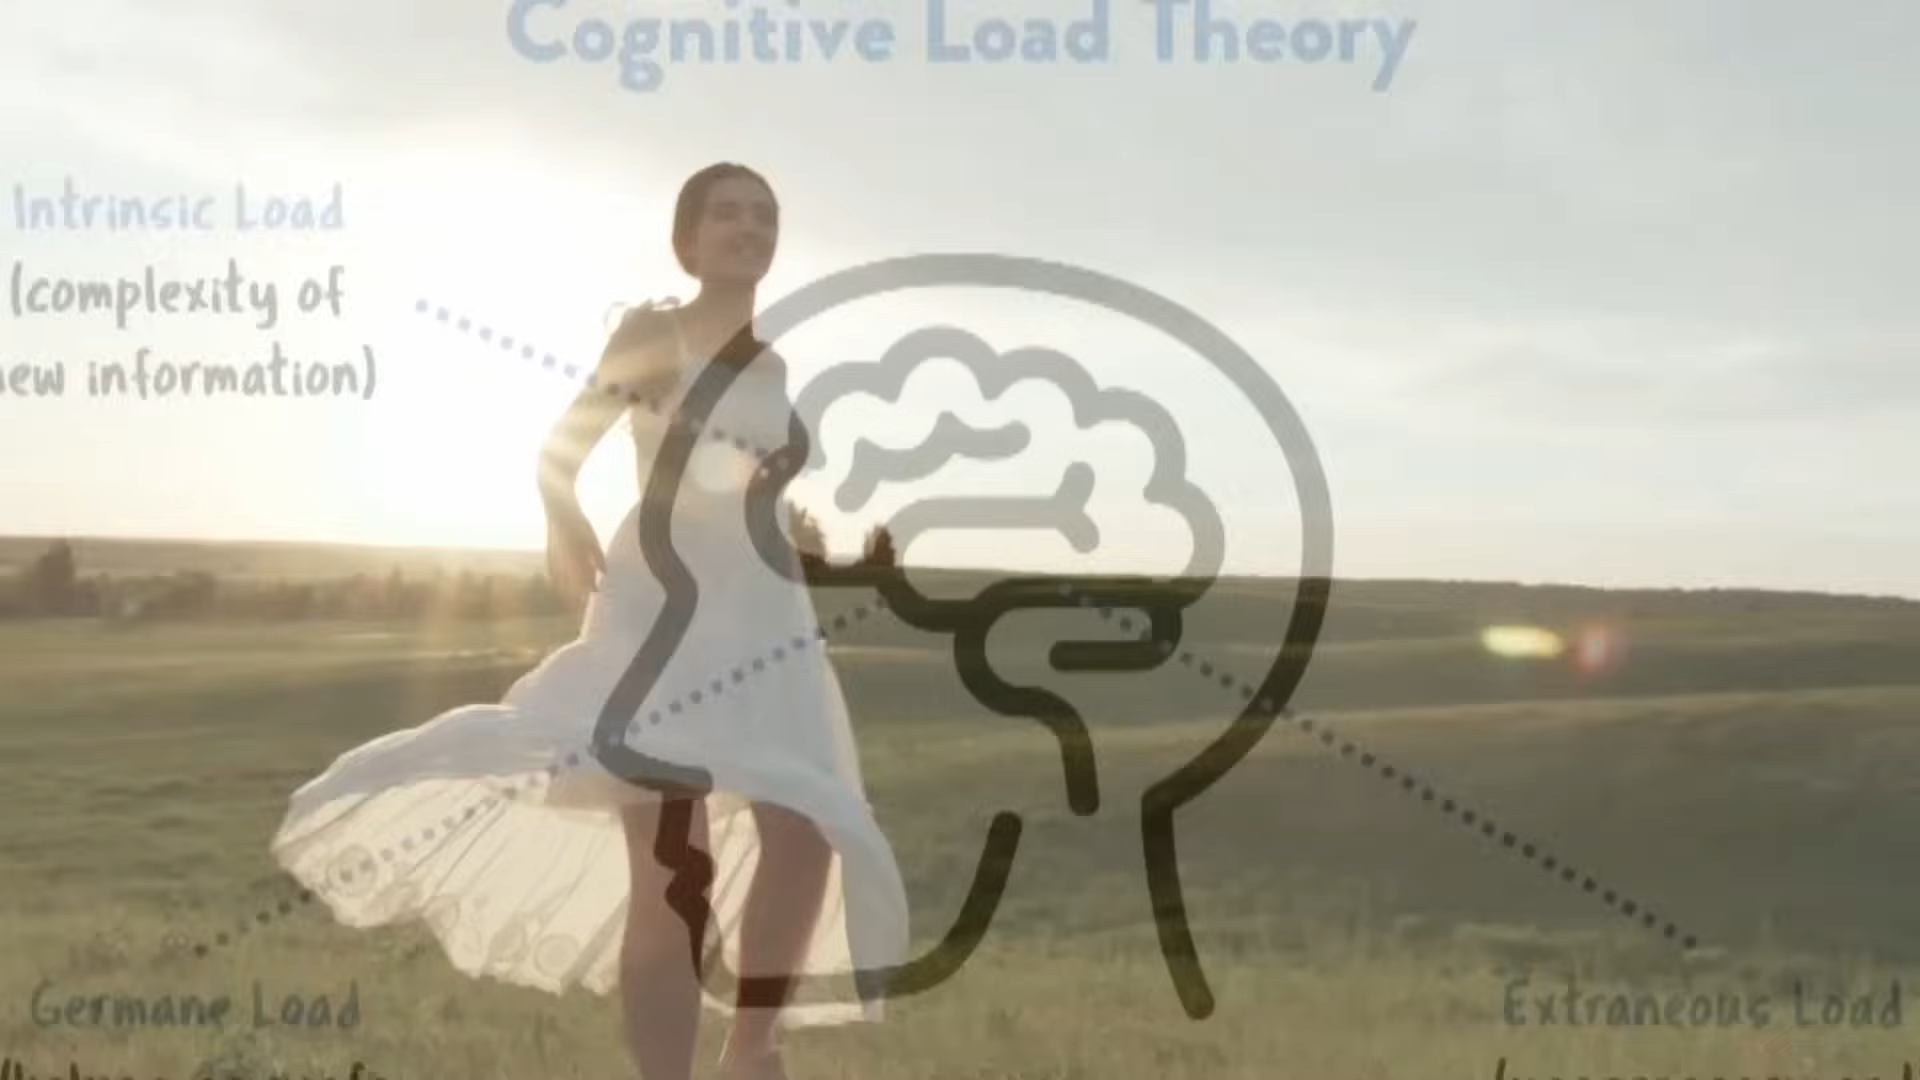 Cognitive Load Theory
Intrinsic Load
(complexity of
new information)
Germane Load
Extraneous Load